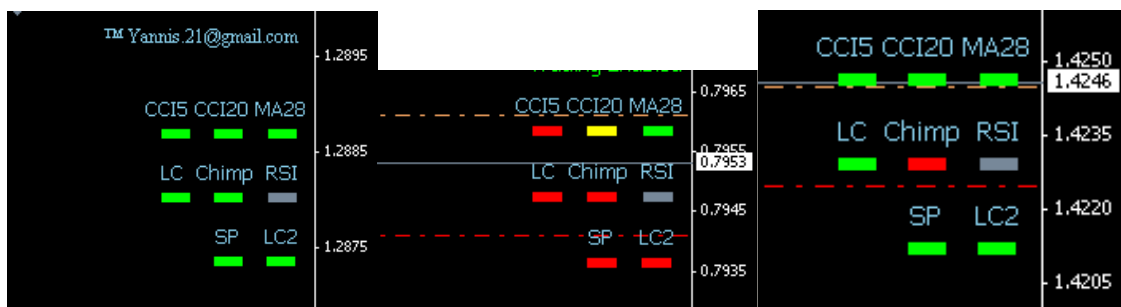 ™ Yannis.21@gmail.com
1.2895
CCI5 CCI20 MA28
1.2885
LC Chimp RSI
SP LC2
1.2875
Trading Enabled
0.7965
CCI5 CCI20 MA28
0.7955
0.7953
LC Chimp RSI
0.7945
SP LC2
0.7935
CCI5 CCI20 MA28
1.4250
1.4246
LC Chimp RSI
1.4235
SP LC2
1.4220
1.4205